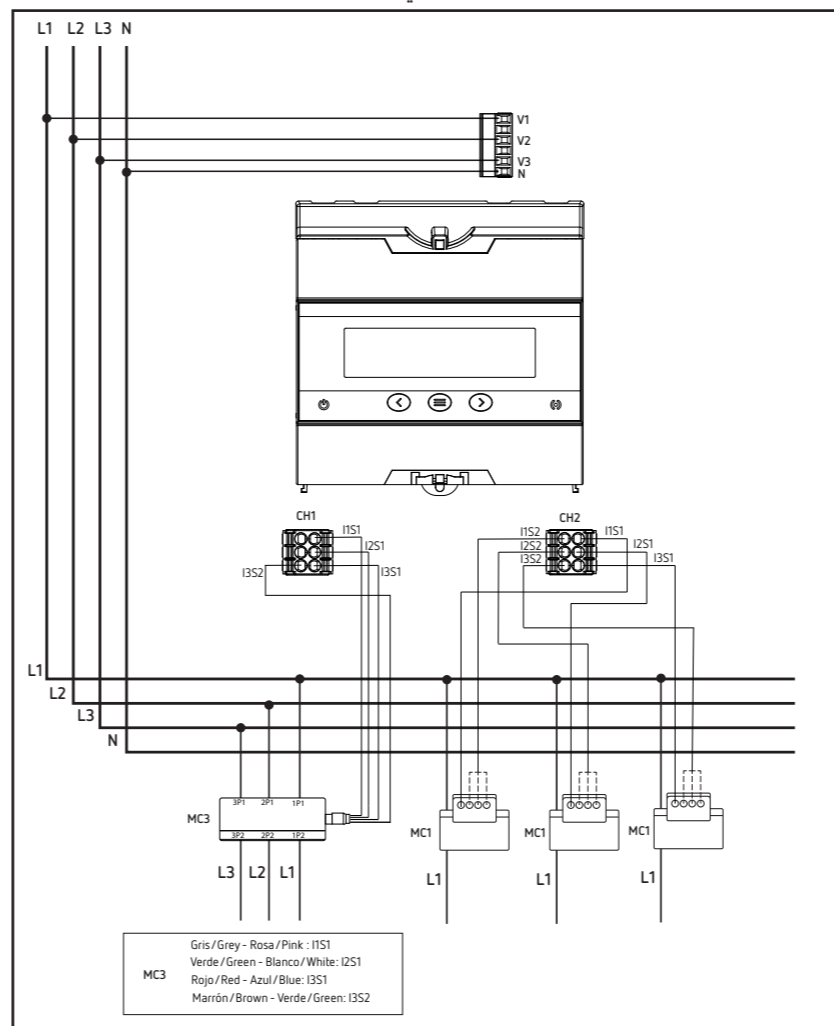 L1 L2 L3 N
V1
V2
V3
N
CH1
I1S1
I2S1
I3S2
I3S1
CH2
I1S2
I1S1
I2S2
I2S1
I3S2
I3S1
L1
L2
L3
N
3P1 2P1 1P1
MC3
3P2 2P2 1P2
MC1
MC1
MC1
L3 L2 L1
L1
L1
L1
MC3
Gris/Grey - Rosa/Pink : I1S1
Verde/Green - Blanco/White: I2S1
Rojo/Red - Azul/Blue: I3S1
Marrón/Brown - Verde/Green: I3S2